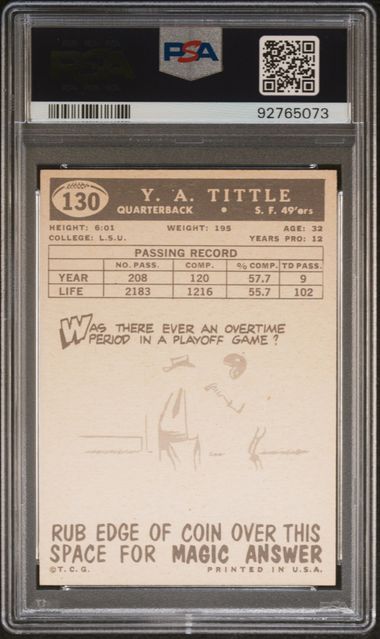 PSA
PSA
92765073
130
Y. A. TITTLE
QUARTERBACK • S. F. 49'ers
HEIGHT: 6:01 WEIGHT: 195 AGE: 32
COLLEGE: L.S.U. YEARS PRO: 12
PASSING RECORD
NO. PASS. COMP. % COMP. TD PASS.
YEAR 208 120 57.7 9
LIFE 2183 1216 55.7 102
WAS THERE EVER AN OVERTIME
PERIOD IN A PLAYOFF GAME?
RUB EDGE OF COIN OVER THIS
SPACE FOR MAGIC ANSWER
©T.C.G. PRINTED IN U.S.A.